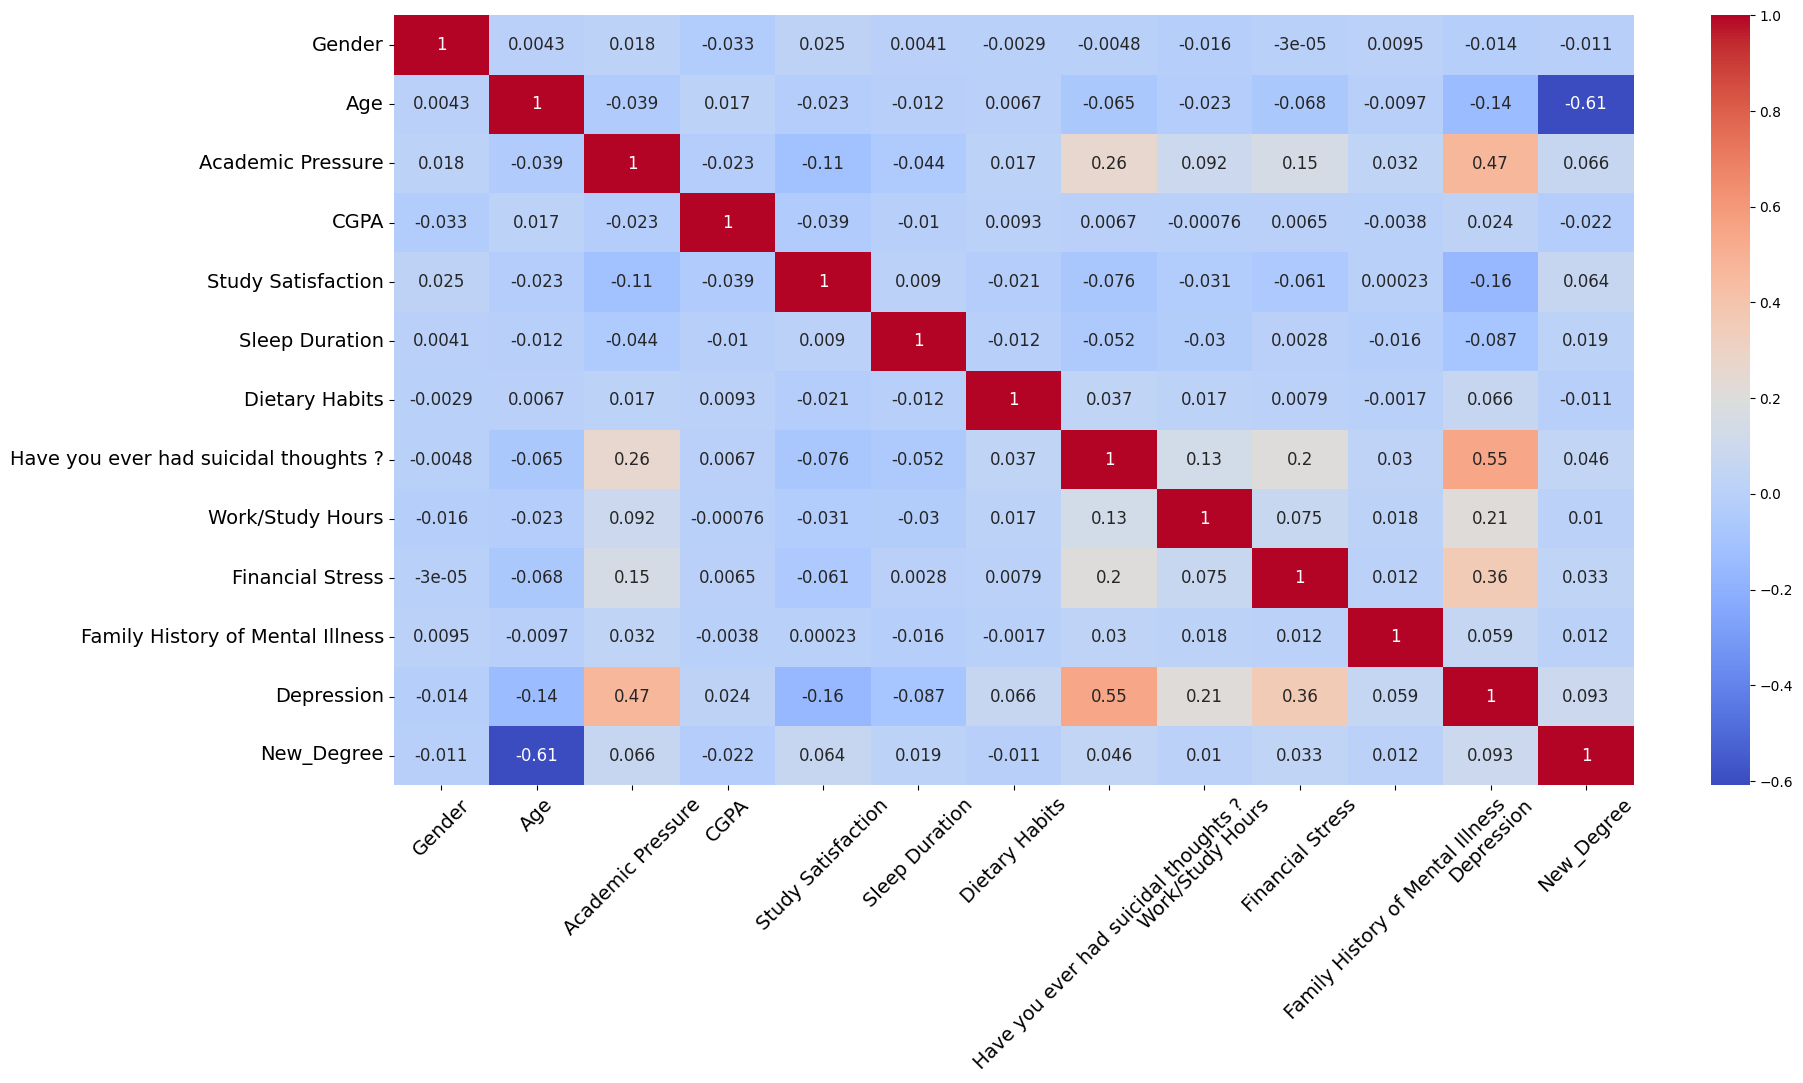 Gender 1 0.0043 0.018 -0.033 0.025 0.0041 -0.0029 -0.0048 -0.016 -3e-05 0.0095 -0.014 -0.011
Age 0.0043 1 -0.039 0.017 -0.023 -0.012 0.0067 -0.065 -0.023 -0.068 -0.0097 -0.14 -0.61
Academic Pressure 0.018 -0.039 1 -0.023 -0.11 -0.044 0.017 0.26 0.092 0.15 0.032 0.47 0.066
CGPA -0.033 0.017 -0.023 1 -0.039 -0.01 0.0093 0.0067 -0.00076 0.0065 -0.0038 0.024 -0.022
Study Satisfaction 0.025 -0.023 -0.11 -0.039 1 0.009 -0.021 -0.076 -0.031 -0.061 0.00023 -0.16 0.064
Sleep Duration 0.0041 -0.012 -0.044 -0.01 0.009 1 -0.012 -0.052 -0.03 0.0028 -0.016 -0.087 0.019
Dietary Habits -0.0029 0.0067 0.017 0.0093 -0.021 -0.012 1 0.037 0.017 0.0079 -0.0017 0.066 -0.011
Have you ever had suicidal thoughts ? -0.0048 -0.065 0.26 0.0067 -0.076 -0.052 0.037 1 0.13 0.2 0.03 0.55 0.046
Work/Study Hours -0.016 -0.023 0.092 -0.00076 -0.031 -0.03 0.017 0.13 1 0.075 0.018 0.21 0.01
Financial Stress -3e-05 -0.068 0.15 0.0065 -0.061 0.0028 0.0079 0.2 0.075 1 0.012 0.36 0.033
Family History of Mental Illness 0.0095 -0.0097 0.032 -0.0038 0.00023 -0.016 -0.0017 0.03 0.018 0.012 1 0.059 0.012
Depression -0.014 -0.14 0.47 0.024 -0.16 -0.087 0.066 0.55 0.21 0.36 0.059 1 0.093
New_Degree -0.011 -0.61 0.066 -0.022 0.064 0.019 -0.011 0.046 0.01 0.033 0.012 0.093 1
Gender
Age
Academic Pressure
CGPA
Study Satisfaction
Sleep Duration
Dietary Habits
Have you ever had suicidal thoughts ?
Work/Study Hours
Financial Stress
Family History of Mental Illness
Depression
New_Degree
1.0
0.8
0.6
0.4
0.2
0.0
−0.2
−0.4
−0.6